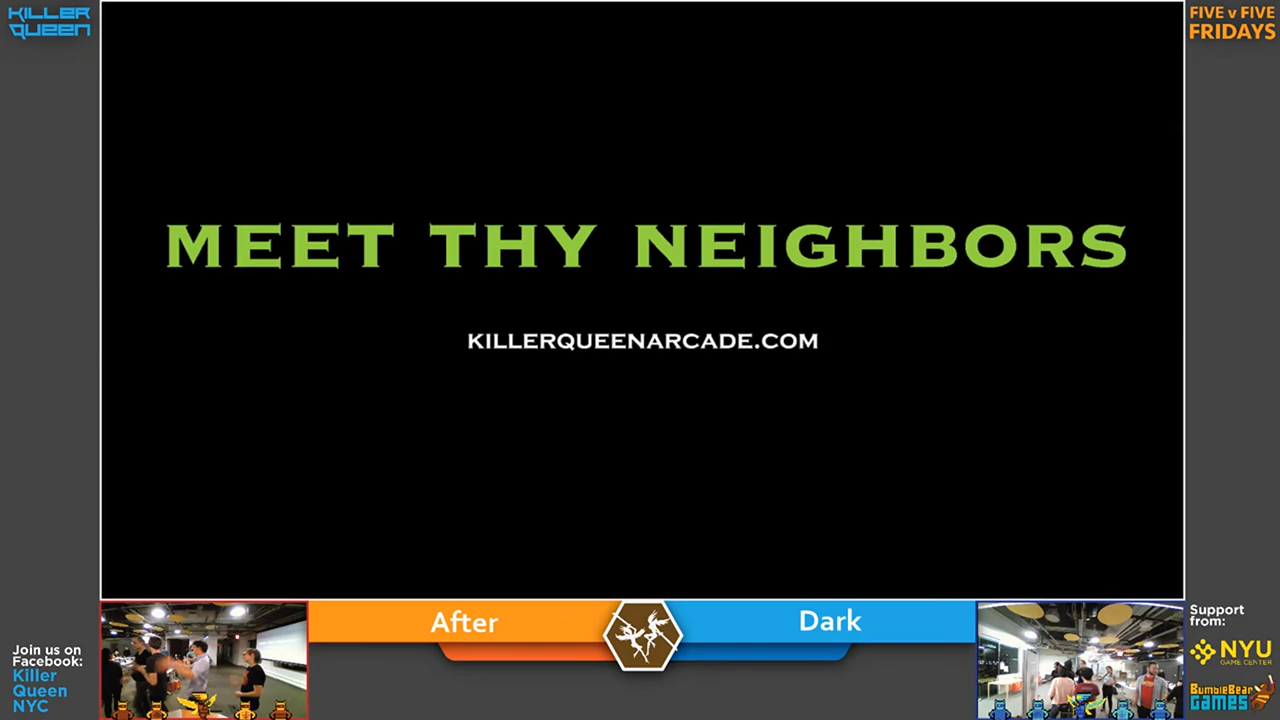 KILLER
QUEEN
FIVE v FIVE
FRIDAYS
MEET THY NEIGHBORS
KILLERQUEENARCADE.COM
After
Dark
Join us on
Facebook:
Killer
Queen
NYC
Support
from:
NYU
GAME CENTER
BumbleBear
GAMES